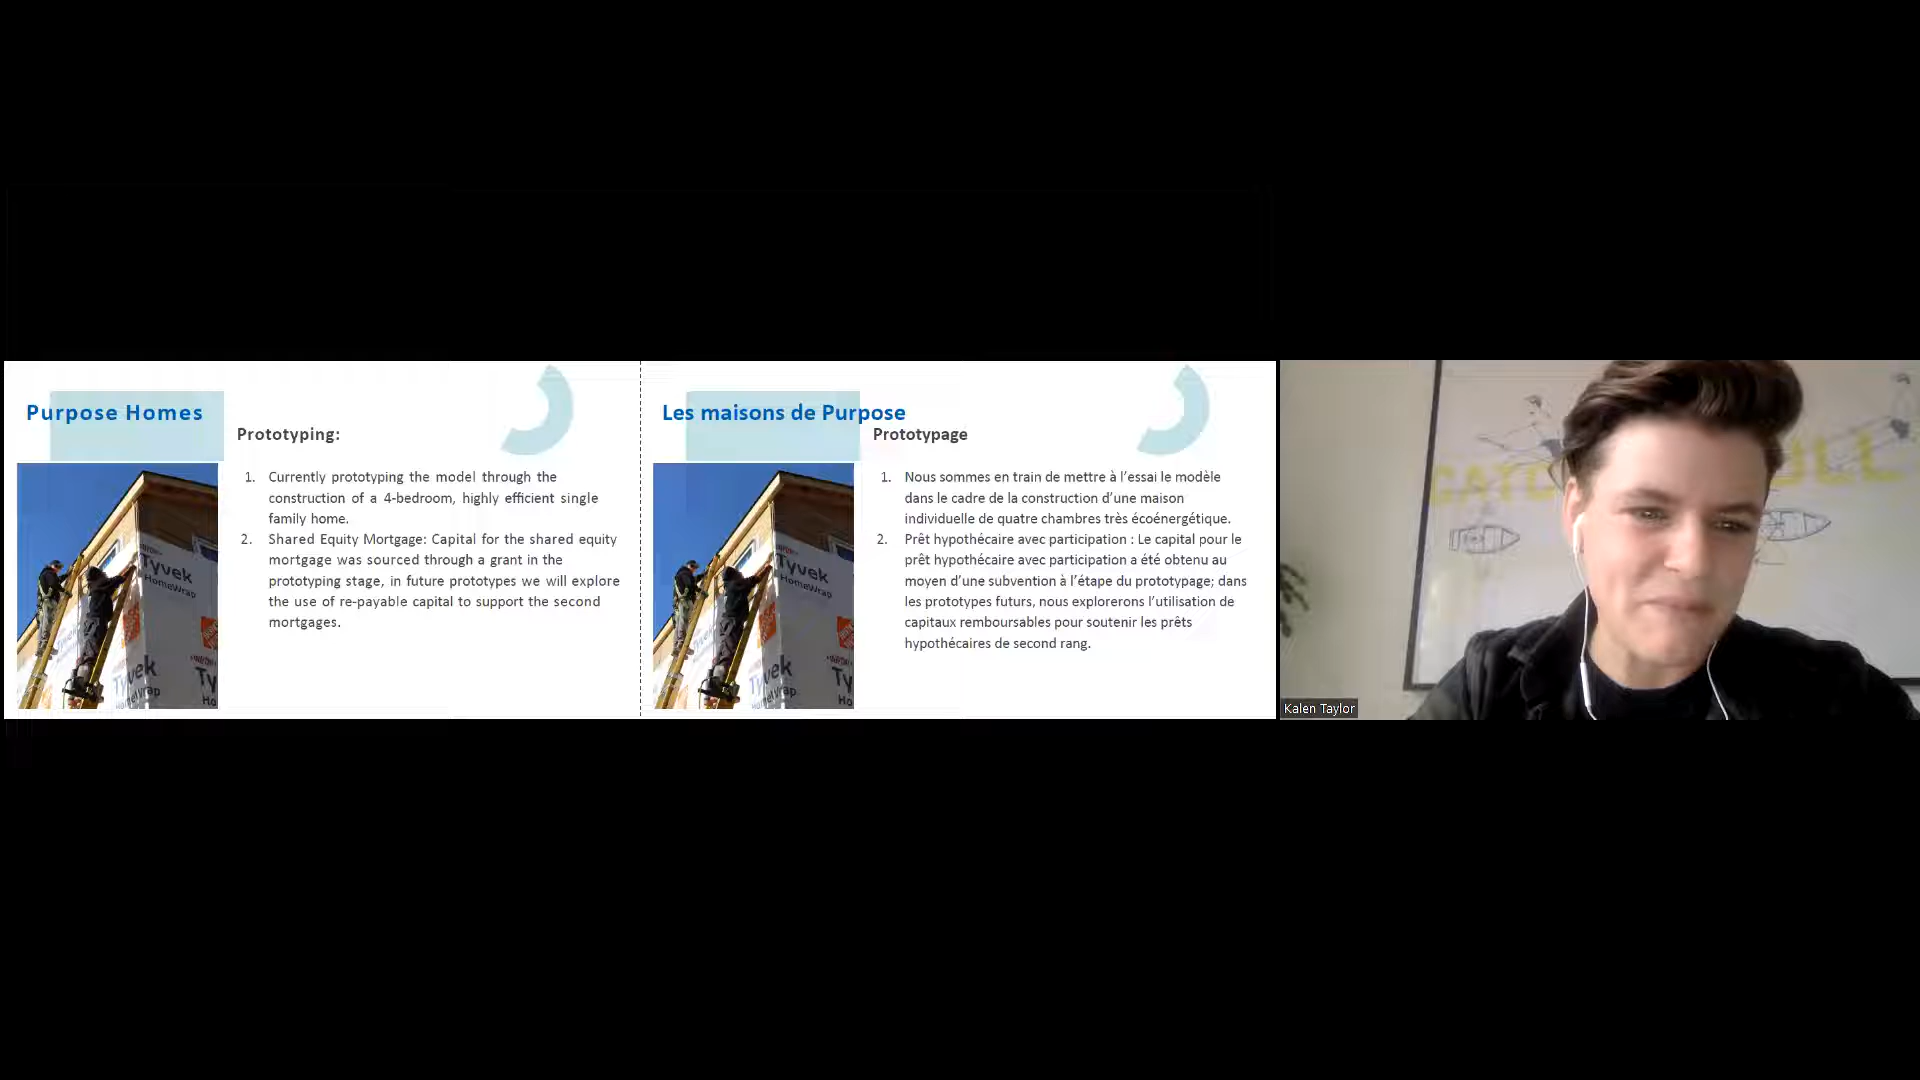 Purpose Homes
Prototyping:
1. Currently prototyping the model through the
construction of a 4-bedroom, highly efficient single
family home.
2. Shared Equity Mortgage: Capital for the shared equity
mortgage was sourced through a grant in the
prototyping stage, in future prototypes we will explore
the use of re-payable capital to support the second
mortgages.
Tyvek
HomeWrap
Les maisons de Purpose
Prototypage
1. Nous sommes en train de mettre à l’essai le modèle
dans le cadre de la construction d’une maison
individuelle de quatre chambres très écoénergétique.
2. Prêt hypothécaire avec participation : Le capital pour le
prêt hypothécaire avec participation a été obtenu au
moyen d’une subvention à l’étape du prototypage; dans
les prototypes futurs, nous explorerons l’utilisation de
capitaux remboursables pour soutenir les prêts
hypothécaires de second rang.
Tyvek
HomeWrap
Kalen Taylor